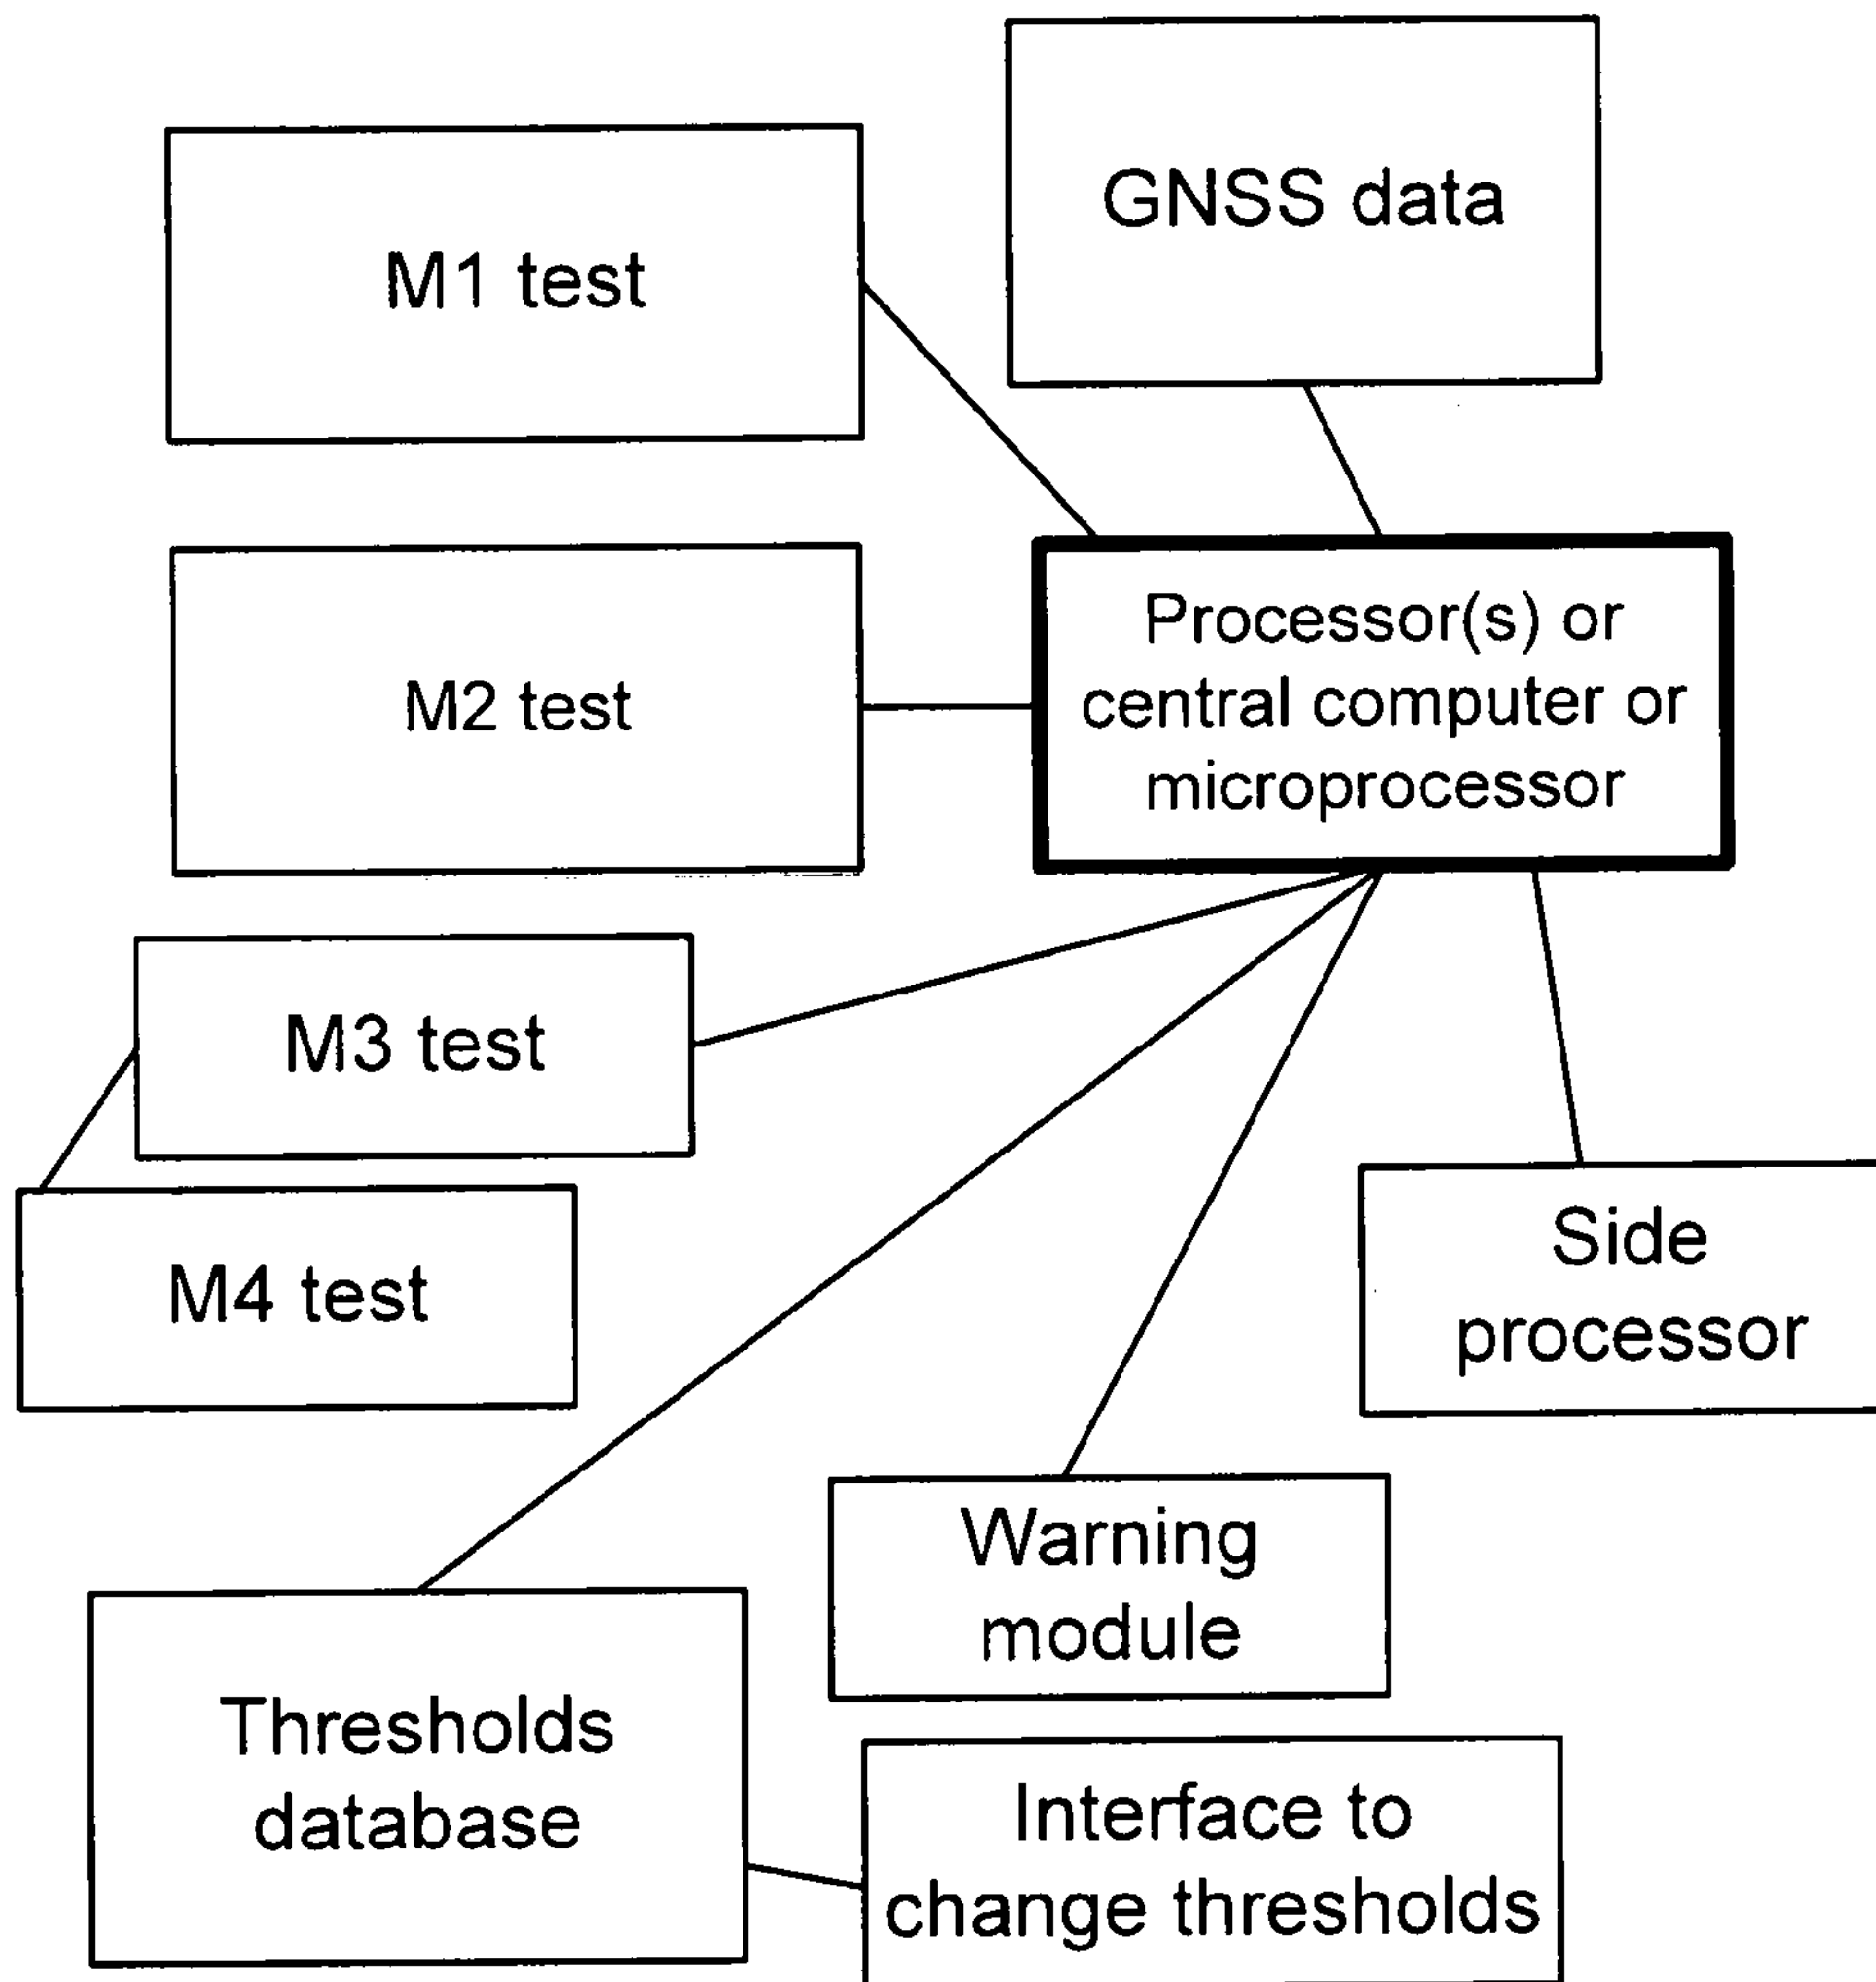 GNSS data
M1 test
Processor(s) or
central computer or
microprocessor
M2 test
M3 test
M4 test
Side
processor
Warning
module
Thresholds
database
Interface to
change thresholds